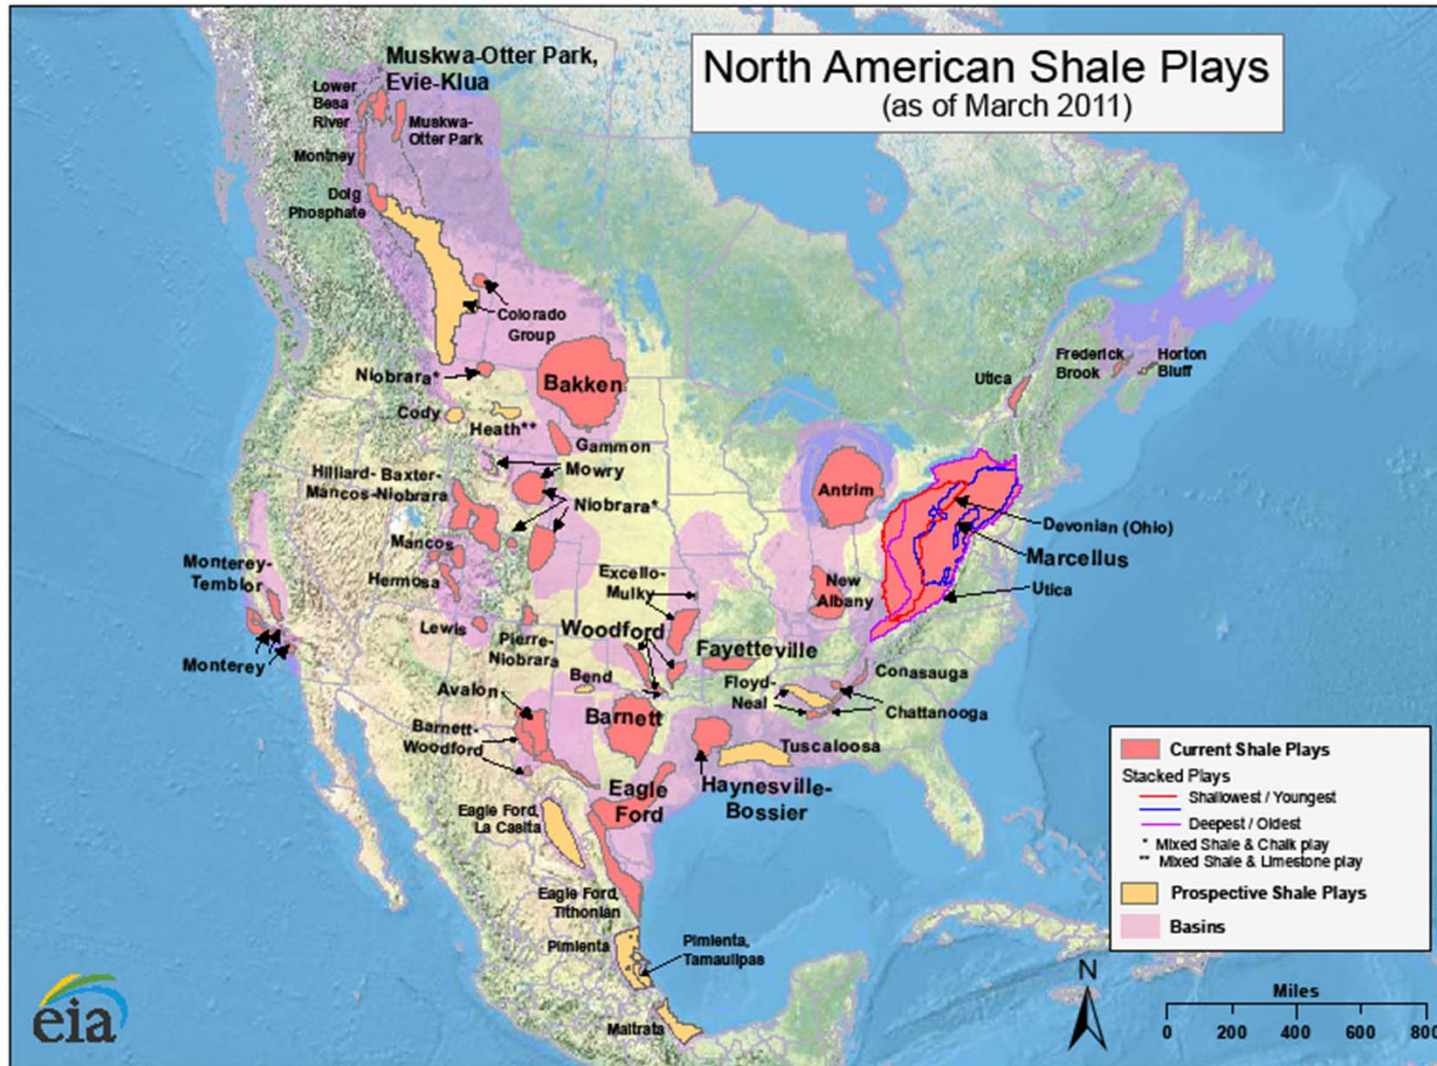 North American Shale Plays
(as of March 2011)
Muskwa-Otter Park,
Evie-Klua
Lower
Besa
River
Muskwa-
Otter Park
Montney
Doig
Phosphate
Colorado
Group
Niobrara*
Bakken
Cody
Heath**
Gammon
Mowry
Hilliard- Baxter-
Mancos-Niobrara
Niobrara*
Mancos
Hermosa
Monterey-
Temblor
Monterey
Lewis
Pierre-
Niobrara
Excello-
Mulky
Woodford
Fayetteville
Bend
Avalon
Barnett-
Woodford
Barnett
Floyd-
Neal
Conasauga
Chattanooga
Tuscaloosa
Haynesville-
Bossier
Eagle
Ford
Eagle Ford,
La Casita
Eagle Ford,
Tithonian
Pimienta
Pimienta,
Tamaulipas
Maltrata
Antrim
New
Albany
Devonian (Ohio)
Marcellus
Utica
Utica
Frederick
Brook
Horton
Bluff
Current Shale Plays
Stacked Plays
Shallowest / Youngest
Deepest / Oldest
* Mixed Shale & Chalk play
** Mixed Shale & Limestone play
Prospective Shale Plays
Basins
N
Miles
0 200 400 600 800
eia